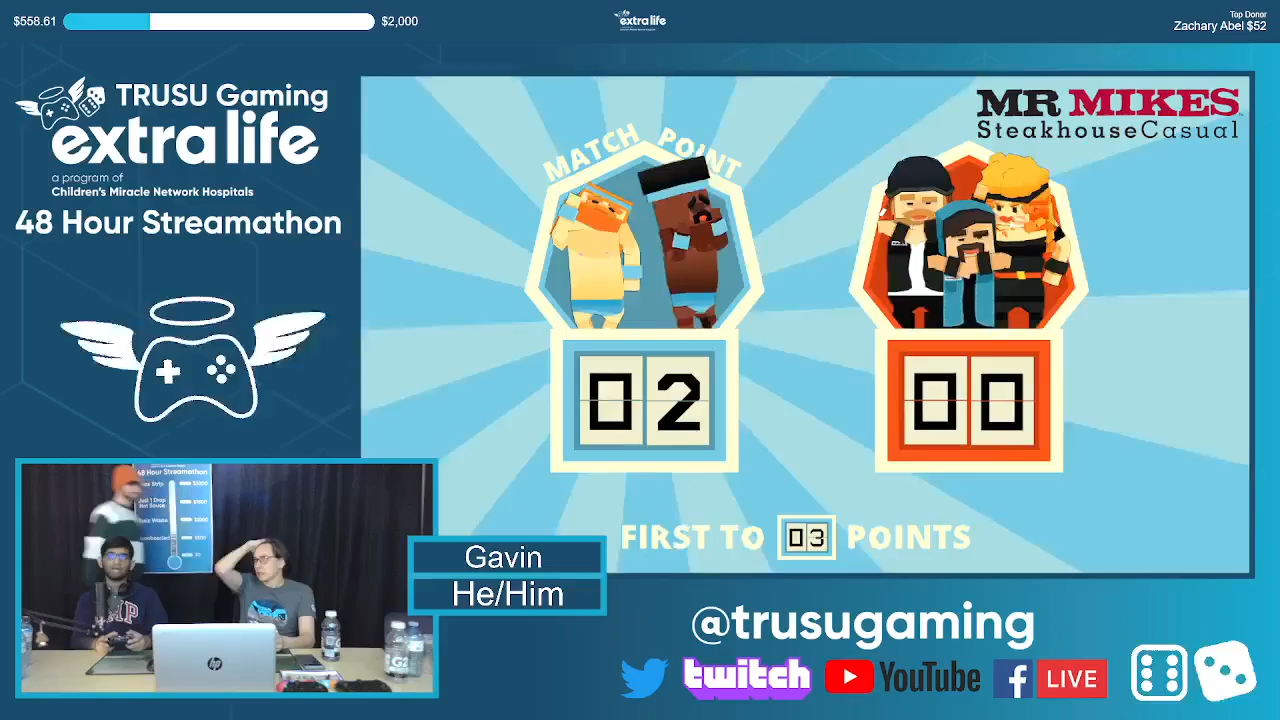 $558.61
$2,000
extra life
Top Donor
Zachary Abel $52
TRUSU Gaming
extra life
a program of
Children's Miracle Network Hospitals
48 Hour Streamathon
MR MIKES
SteakhouseCasual
MATCH POINT
02
00
FIRST TO 03 POINTS
48 Hour Streamathon
Gavin
He/Him
hp
@trusugaming
twitch
YouTube
f LIVE